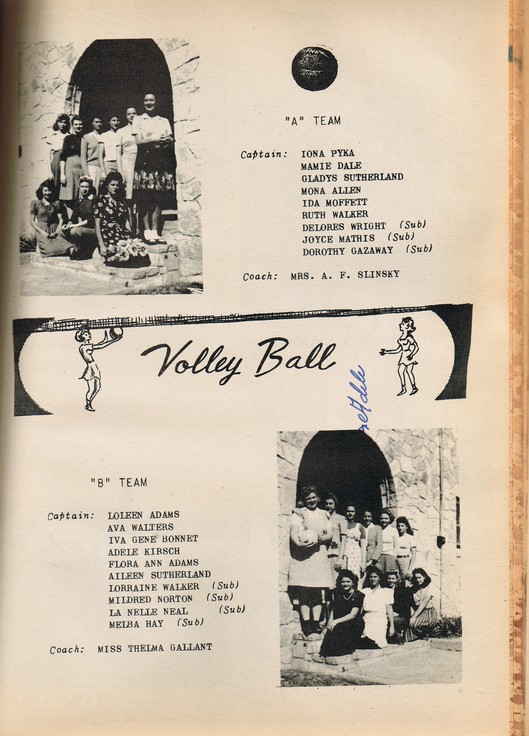 "A" TEAM
Captain: IONA PYKA
MAMIE DALE
GLADYS SUTHERLAND
MONA ALLEN
IDA MOFFETT
RUTH WALKER
DELORES WRIGHT (Sub)
JOYCE MATHIS (Sub)
DOROTHY GAZAWAY (Sub)
Coach: MRS. A. F. SLINSKY
Volley Ball
"B" TEAM
Captain: LOLEEN ADAMS
AVA WALTERS
IVA GENE BONNET
ADELE KIRSCH
FLORA ANN ADAMS
AILEEN SUTHERLAND
LORRAINE WALKER (Sub)
MILDRED NORTON (Sub)
LA NELLE NEAL (Sub)
MELBA HAY (Sub)
Coach: MISS THELMA GALLANT